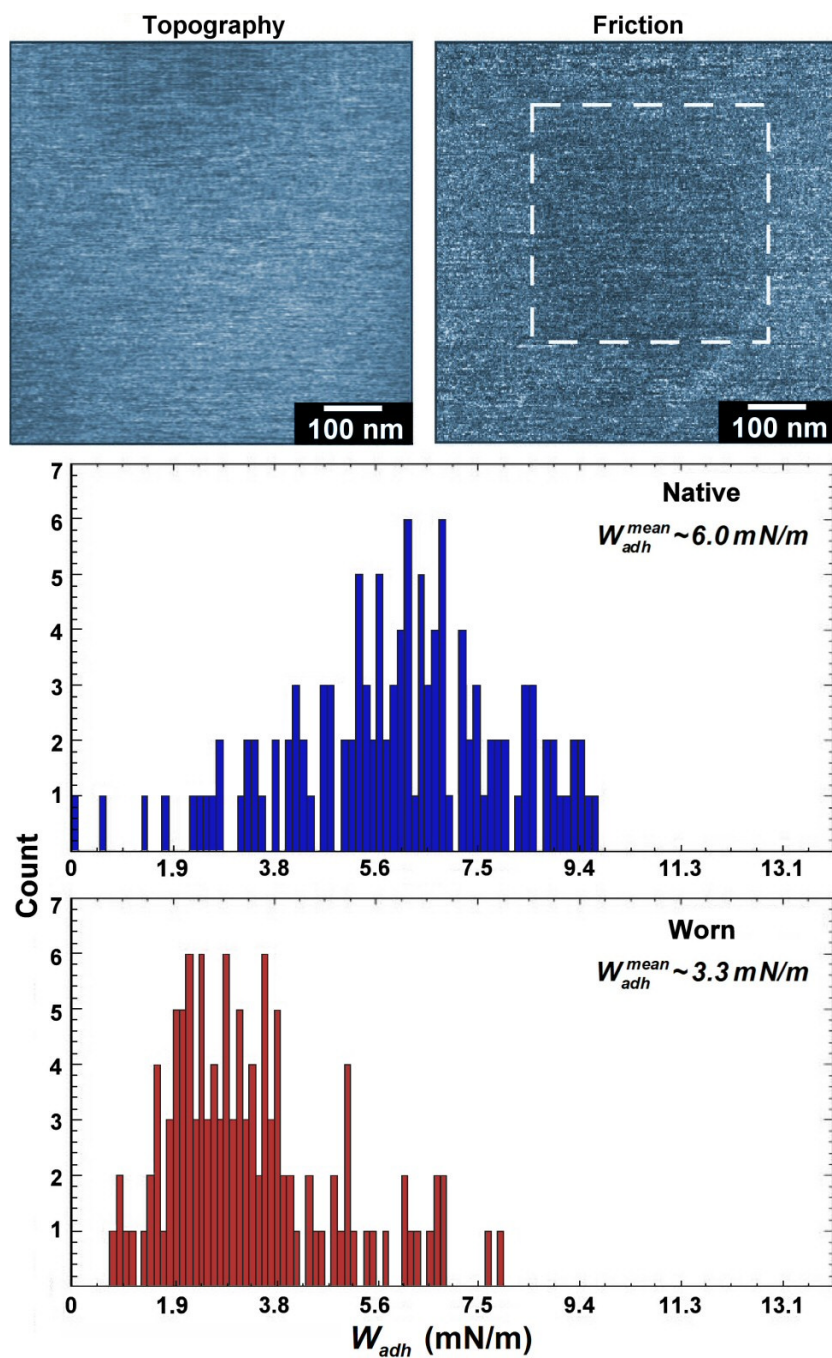 Topography
Friction
100 nm
100 nm
7
6
5
4
3
2
1
Native
W_adh^mean ~ 6.0 mN/m
0 1.9 3.8 5.6 7.5 9.4 11.3 13.1
Count
7
6
5
4
3
2
1
Worn
W_adh^mean ~ 3.3 mN/m
0 1.9 3.8 5.6 7.5 9.4 11.3 13.1
W_adh (mN/m)